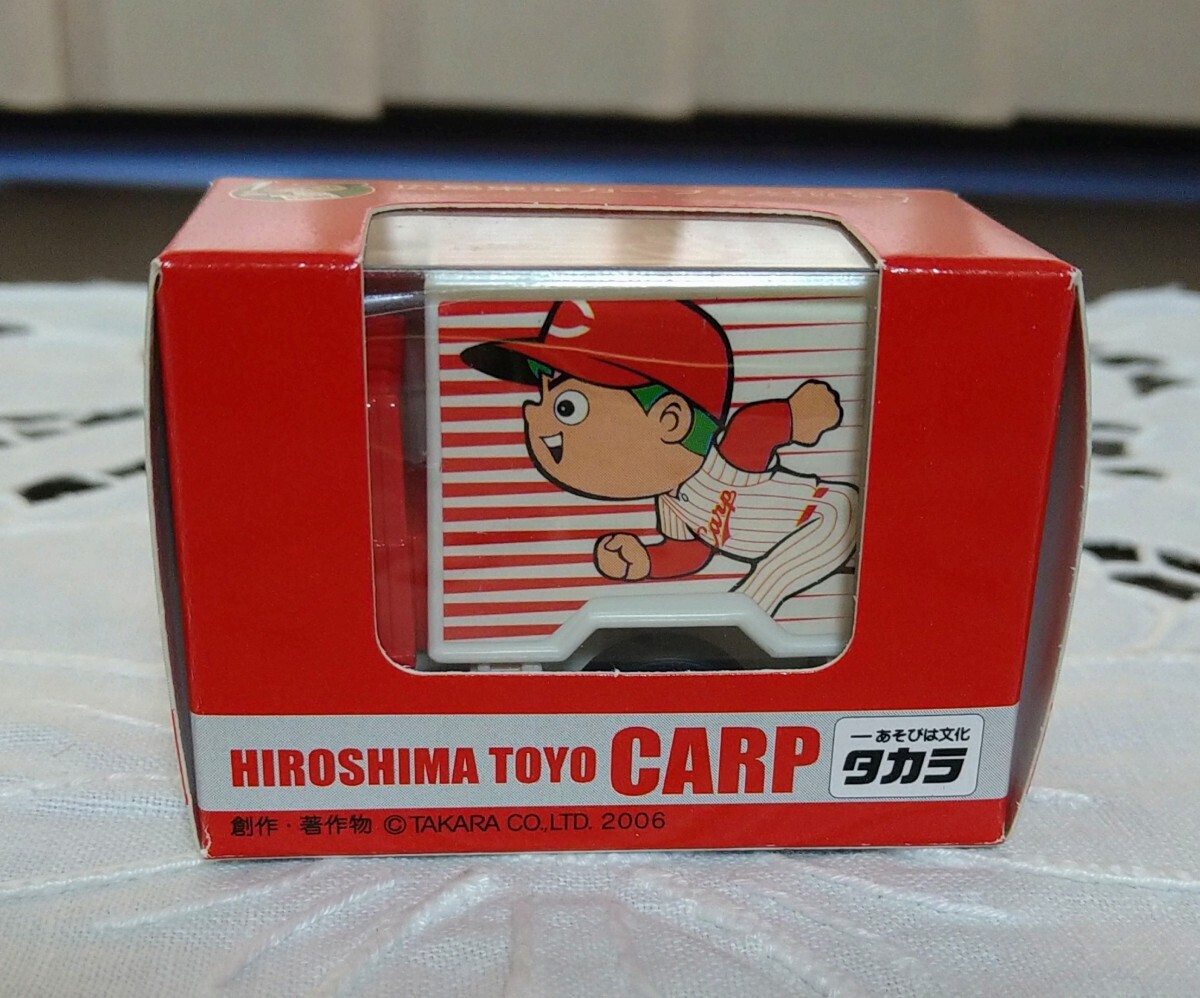 C
Carp
HIROSHIMA TOYO CARP
ーあそびは文化
タカラ
創作・著作物 ©TAKARA CO.,LTD. 2006